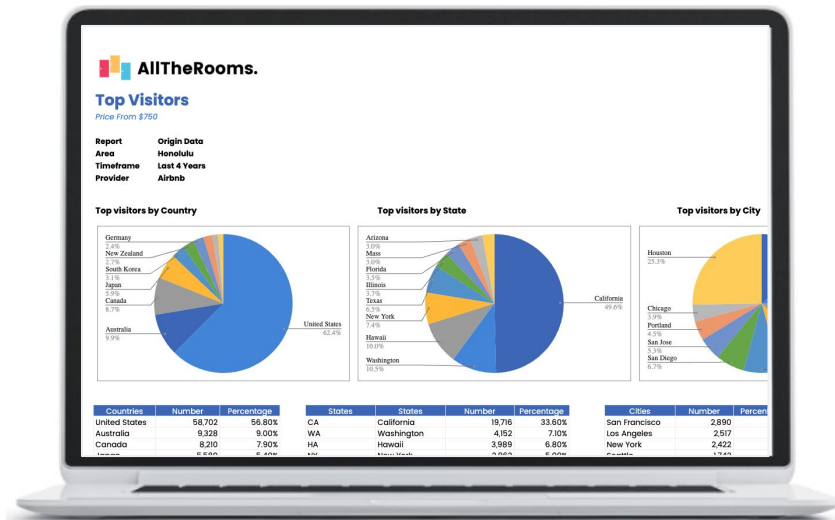 AllTheRooms.
Top Visitors
Price From $750
Report Origin Data
Area Honolulu
Timeframe Last 4 Years
Provider Airbnb
Top visitors by Country
Germany
2.4%
New Zealand
2.7%
South Korea
3.1%
Japan
5.9%
Canada
8.7%
Australia
9.9%
United States
62.4%
Top visitors by State
Arizona
3.0%
Mass
3.0%
Florida
3.5%
Illinois
3.7%
Texas
6.5%
New York
7.4%
Hawaii
10.0%
Washington
10.5%
California
49.6%
Top visitors by City
Houston
25.3%
Chicago
3.9%
Portland
4.5%
San Jose
5.3%
San Diego
6.7%
Countries Number Percentage
United States 58,702 56.80%
Australia 9,328 9.00%
Canada 8,210 7.90%
States States Number Percentage
CA California 19,716 33.60%
WA Washington 4,152 7.10%
HA Hawaii 3,989 6.80%
Cities Number Percen
San Francisco 2,890
Los Angeles 2,517
New York 2,422